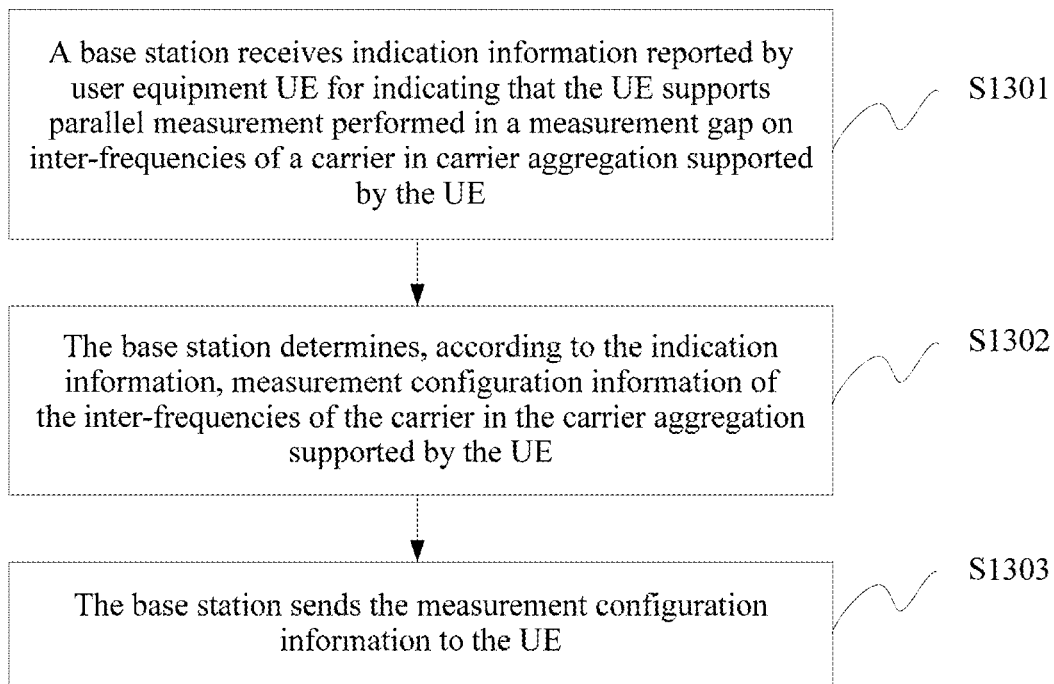 A base station receives indication information reported by
user equipment UE for indicating that the UE supports
parallel measurement performed in a measurement gap on
inter-frequencies of a carrier in carrier aggregation supported
by the UE
S1301
The base station determines, according to the indication
information, measurement configuration information of
the inter-frequencies of the carrier in the carrier aggregation
supported by the UE
S1302
The base station sends the measurement configuration
information to the UE
S1303